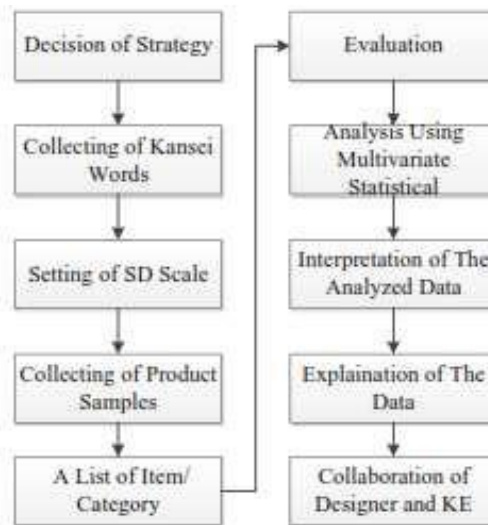 Decision of Strategy
Collecting of Kansei
Words
Setting of SD Scale
Collecting of Product
Samples
A List of Item/
Category
Evaluation
Analysis Using
Multivariate
Statistical
Interpretation of The
Analyzed Data
Explaination of The
Data
Collaboration of
Designer and KE